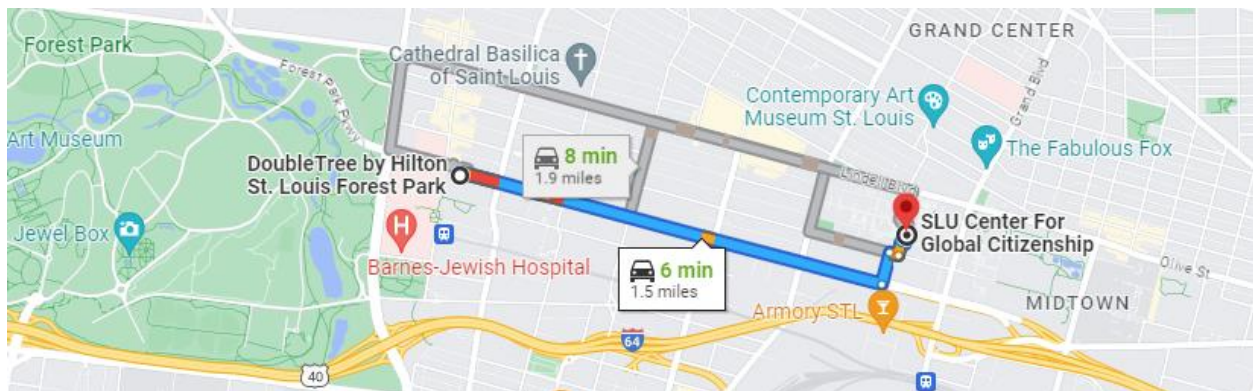 Forest Park
Cathedral Basilica
of Saint Louis
GRAND CENTER
Forest Park Pkwy
Contemporary Art
Museum St. Louis
Grand Blvd
Art Museum
The Fabulous Fox
8 min
1.9 miles
DoubleTree by Hilton
St. Louis Forest Park
Lindell Blvd
SLU Center For
Global Citizenship
Jewel Box
H
Barnes-Jewish Hospital
6 min
1.5 miles
Olive St
MIDTOWN
Armory STL
64
40